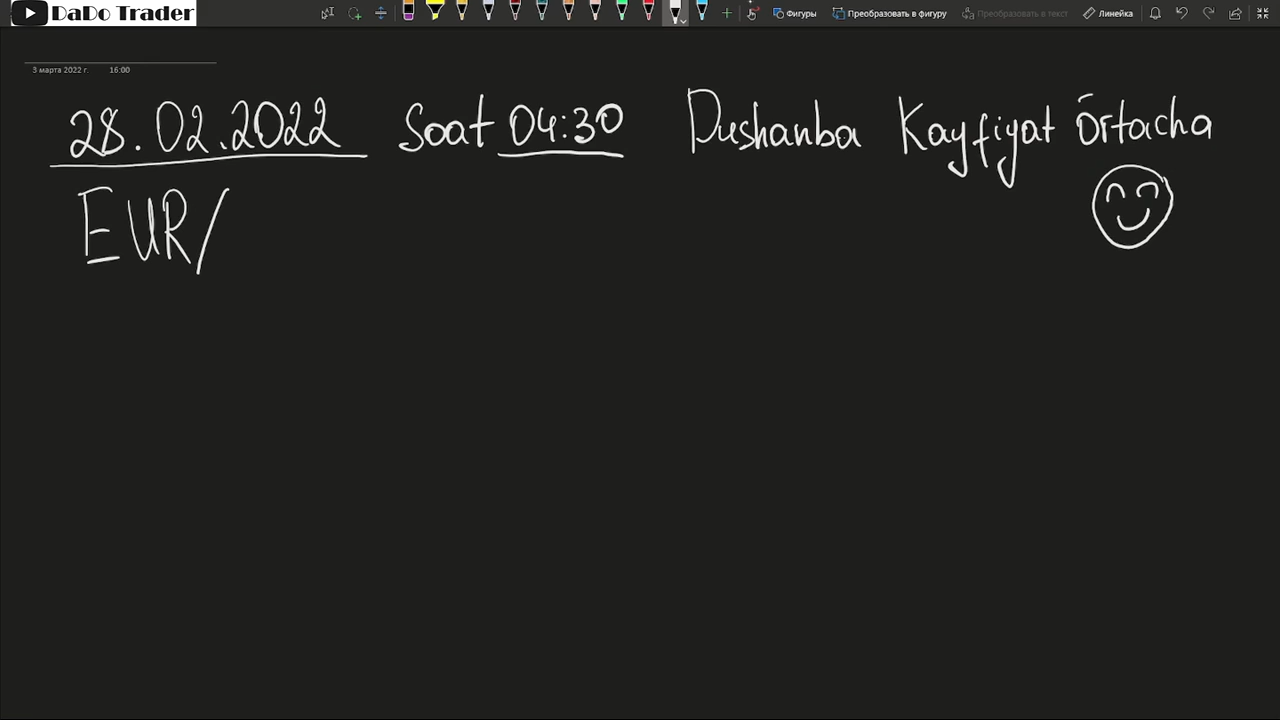 DaDo Trader
Фигуры Преобразовать в фигуру Преобразовать в текст Линейка
3 марта 2022 г. 16:00
28.02.2022 Soat 04:30 Dushanba Kayfiyat Ōrtacha
EUR/